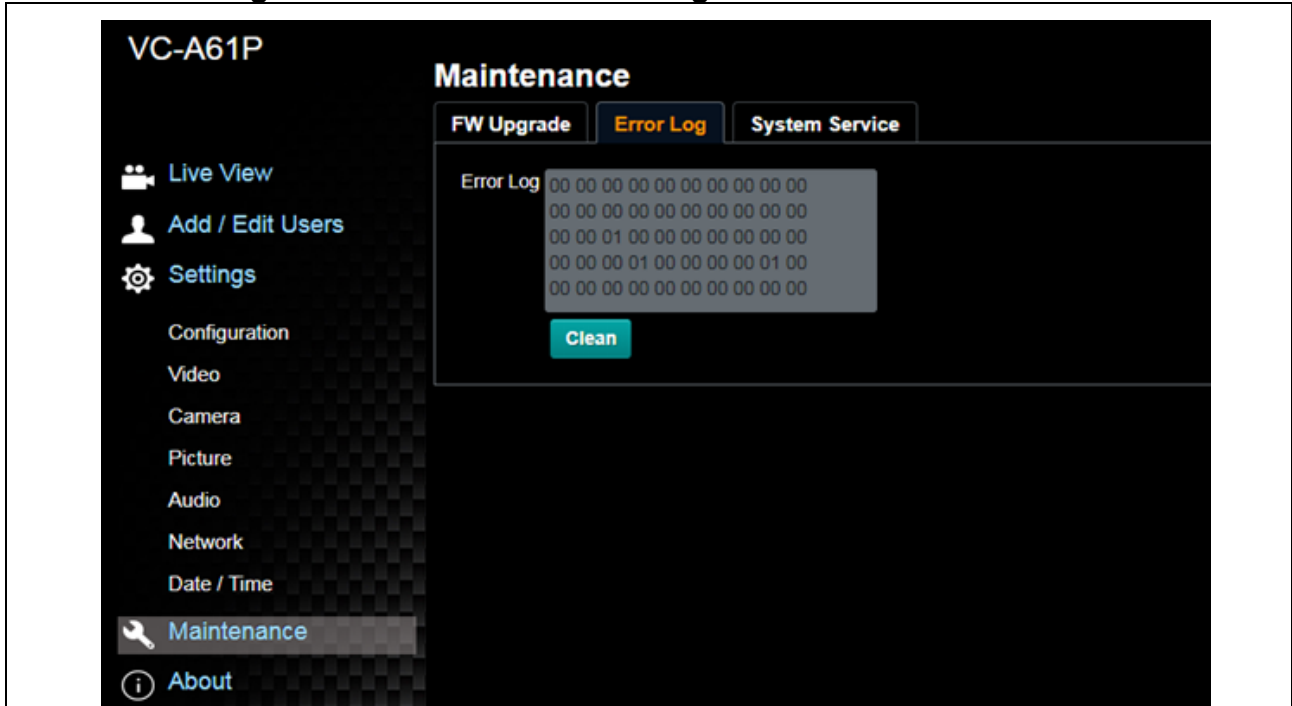 VC-A61P
Maintenance
FW Upgrade Error Log System Service
Live View
Add / Edit Users
Settings
Configuration
Video
Camera
Picture
Audio
Network
Date / Time
Maintenance
About
Error Log
00 00 00 00 00 00 00 00 00 00
00 00 00 00 00 00 00 00 00 00
00 00 01 00 00 00 00 00 00 00
00 00 00 01 00 00 00 00 01 00
00 00 00 00 00 00 00 00 00 00
Clean